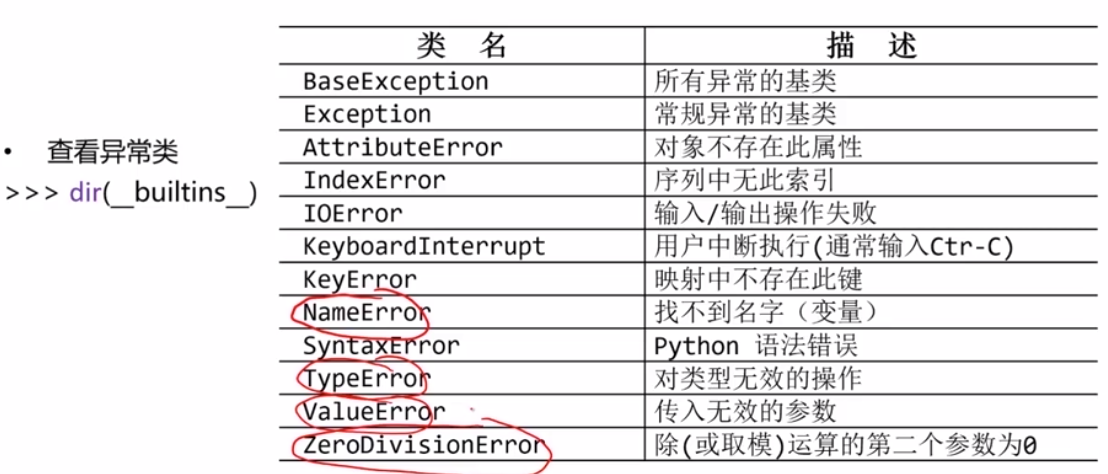 类 名 描 述
BaseException 所有异常的基类
Exception 常规异常的基类
• 查看异常类
AttributeError 对象不存在此属性
>>> dir(__builtins__)
IndexError 序列中无此索引
IOError 输入/输出操作失败
KeyboardInterrupt 用户中断执行(通常输入Ctr-C)
KeyError 映射中不存在此键
NameError 找不到名字（变量）
SyntaxError Python 语法错误
TypeError 对类型无效的操作
ValueError 传入无效的参数
ZeroDivisionError 除(或取模)运算的第二个参数为0